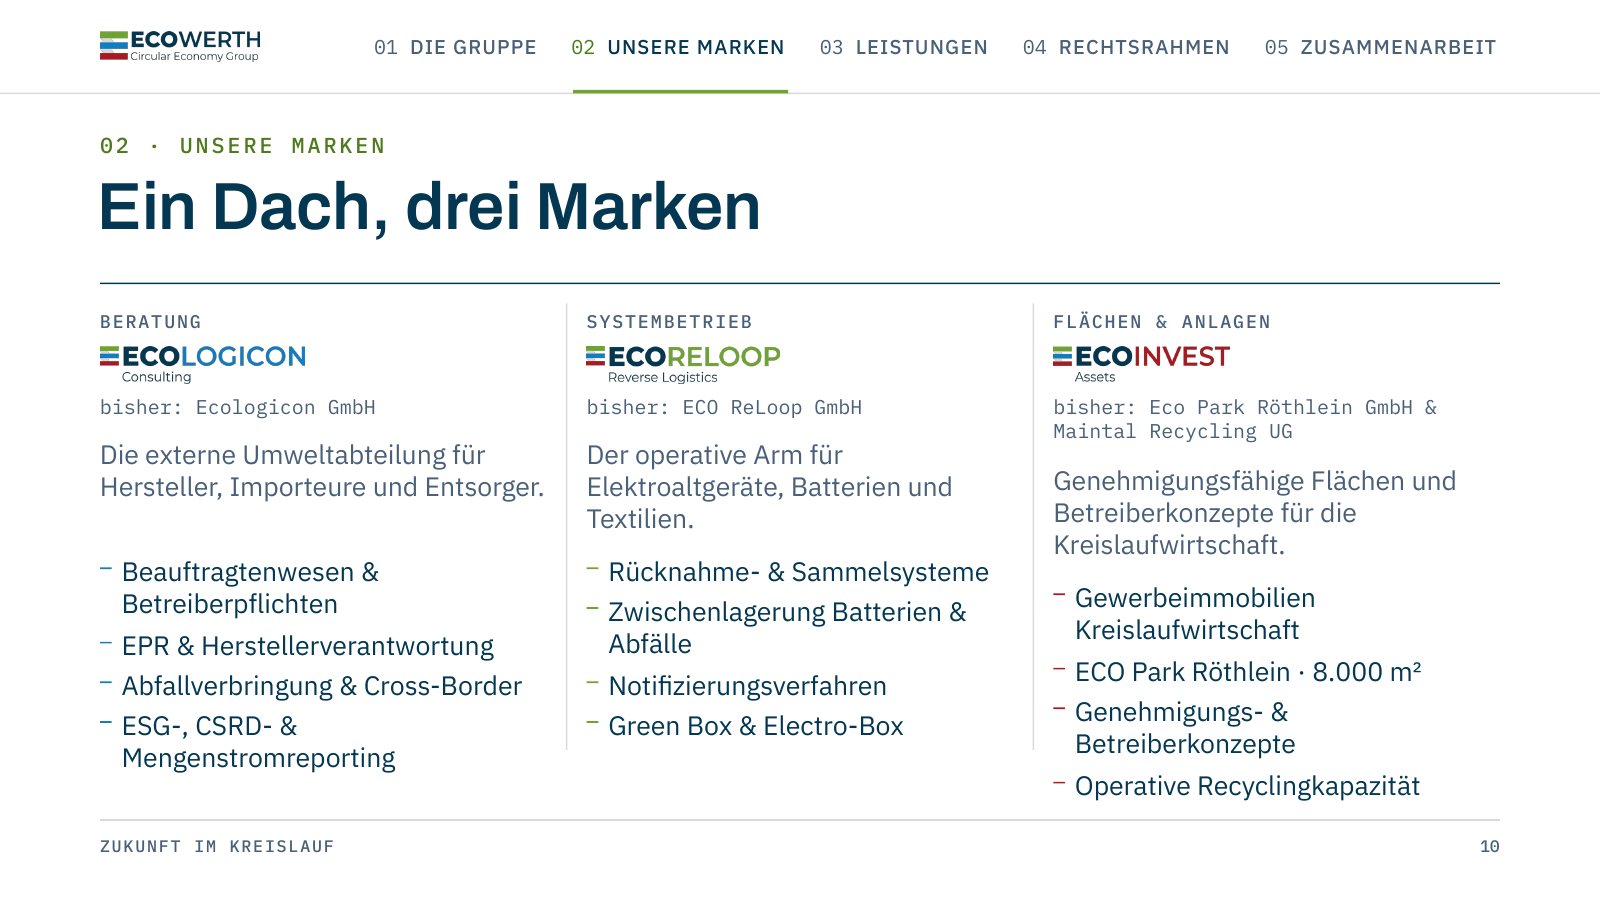 ECOWERTH
Circular Economy Group
01 DIE GRUPPE
02 UNSERE MARKEN
03 LEISTUNGEN
04 RECHTSRAHMEN
05 ZUSAMMENARBEIT
02 · UNSERE MARKEN
Ein Dach, drei Marken
BERATUNG
ECOLOGICON
Consulting
bisher: Ecologicon GmbH
Die externe Umweltabteilung für
Hersteller, Importeure und Entsorger.
– Beauftragtenwesen &
Betreiberpflichten
– EPR & Herstellerverantwortung
– Abfallverbringung & Cross-Border
– ESG-, CSRD- &
Mengenstromreporting
SYSTEMBETRIEB
ECORELOOP
Reverse Logistics
bisher: ECO ReLoop GmbH
Der operative Arm für
Elektroaltgeräte, Batterien und
Textilien.
– Rücknahme- & Sammelsysteme
– Zwischenlagerung Batterien &
Abfälle
– Notifizierungsverfahren
– Green Box & Electro-Box
FLÄCHEN & ANLAGEN
ECOINVEST
Assets
bisher: Eco Park Röthlein GmbH &
Maintal Recycling UG
Genehmigungsfähige Flächen und
Betreiberkonzepte für die
Kreislaufwirtschaft.
– Gewerbeimmobilien
Kreislaufwirtschaft
– ECO Park Röthlein · 8.000 m²
– Genehmigungs- &
Betreiberkonzepte
– Operative Recyclingkapazität
ZUKUNFT IM KREISLAUF
10